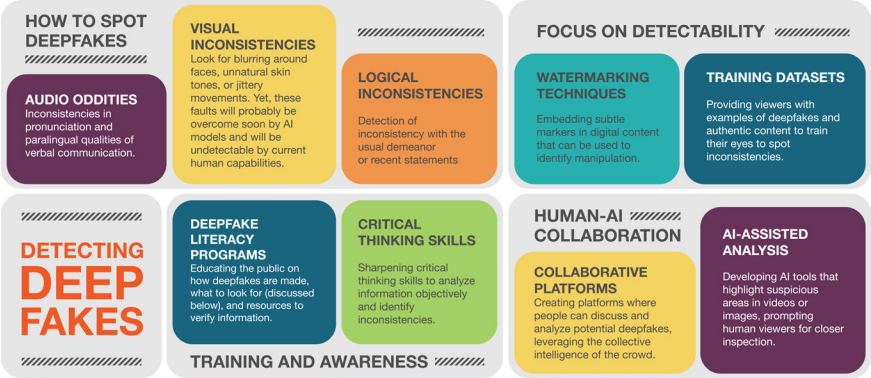 HOW TO SPOT
DEEPFAKES
AUDIO ODDITIES
Inconsistencies in
pronunciation and
paralingual qualities of
verbal communication.
VISUAL
INCONSISTENCIES
Look for blurring around
faces, unnatural skin
tones, or jittery
movements. Yet, these
faults will probably be
overcome soon by AI
models and will be
undetectable by current
human capabilities.
LOGICAL
INCONSISTENCIES
Detection of
inconsistency with the
usual demeanor
or recent statements
FOCUS ON DETECTABILITY
WATERMARKING
TECHNIQUES
Embedding subtle
markers in digital content
that can be used to
identify manipulation.
TRAINING DATASETS
Providing viewers with
examples of deepfakes and
authentic content to train
their eyes to spot
inconsistencies.
DETECTING
DEEP
FAKES
DEEPFAKE
LITERACY
PROGRAMS
Educating the public on
how deepfakes are made,
what to look for (discussed
below), and resources to
verify information.
CRITICAL
THINKING SKILLS
Sharpening critical
thinking skills to analyze
information objectively
and identify
inconsistencies.
TRAINING AND AWARENESS
HUMAN-AI
COLLABORATION
COLLABORATIVE
PLATFORMS
Creating platforms where
people can discuss and
analyze potential deepfakes,
leveraging the collective
intelligence of the crowd.
AI-ASSISTED
ANALYSIS
Developing AI tools that
highlight suspicious
areas in videos or
images, prompting
human viewers for closer
inspection.